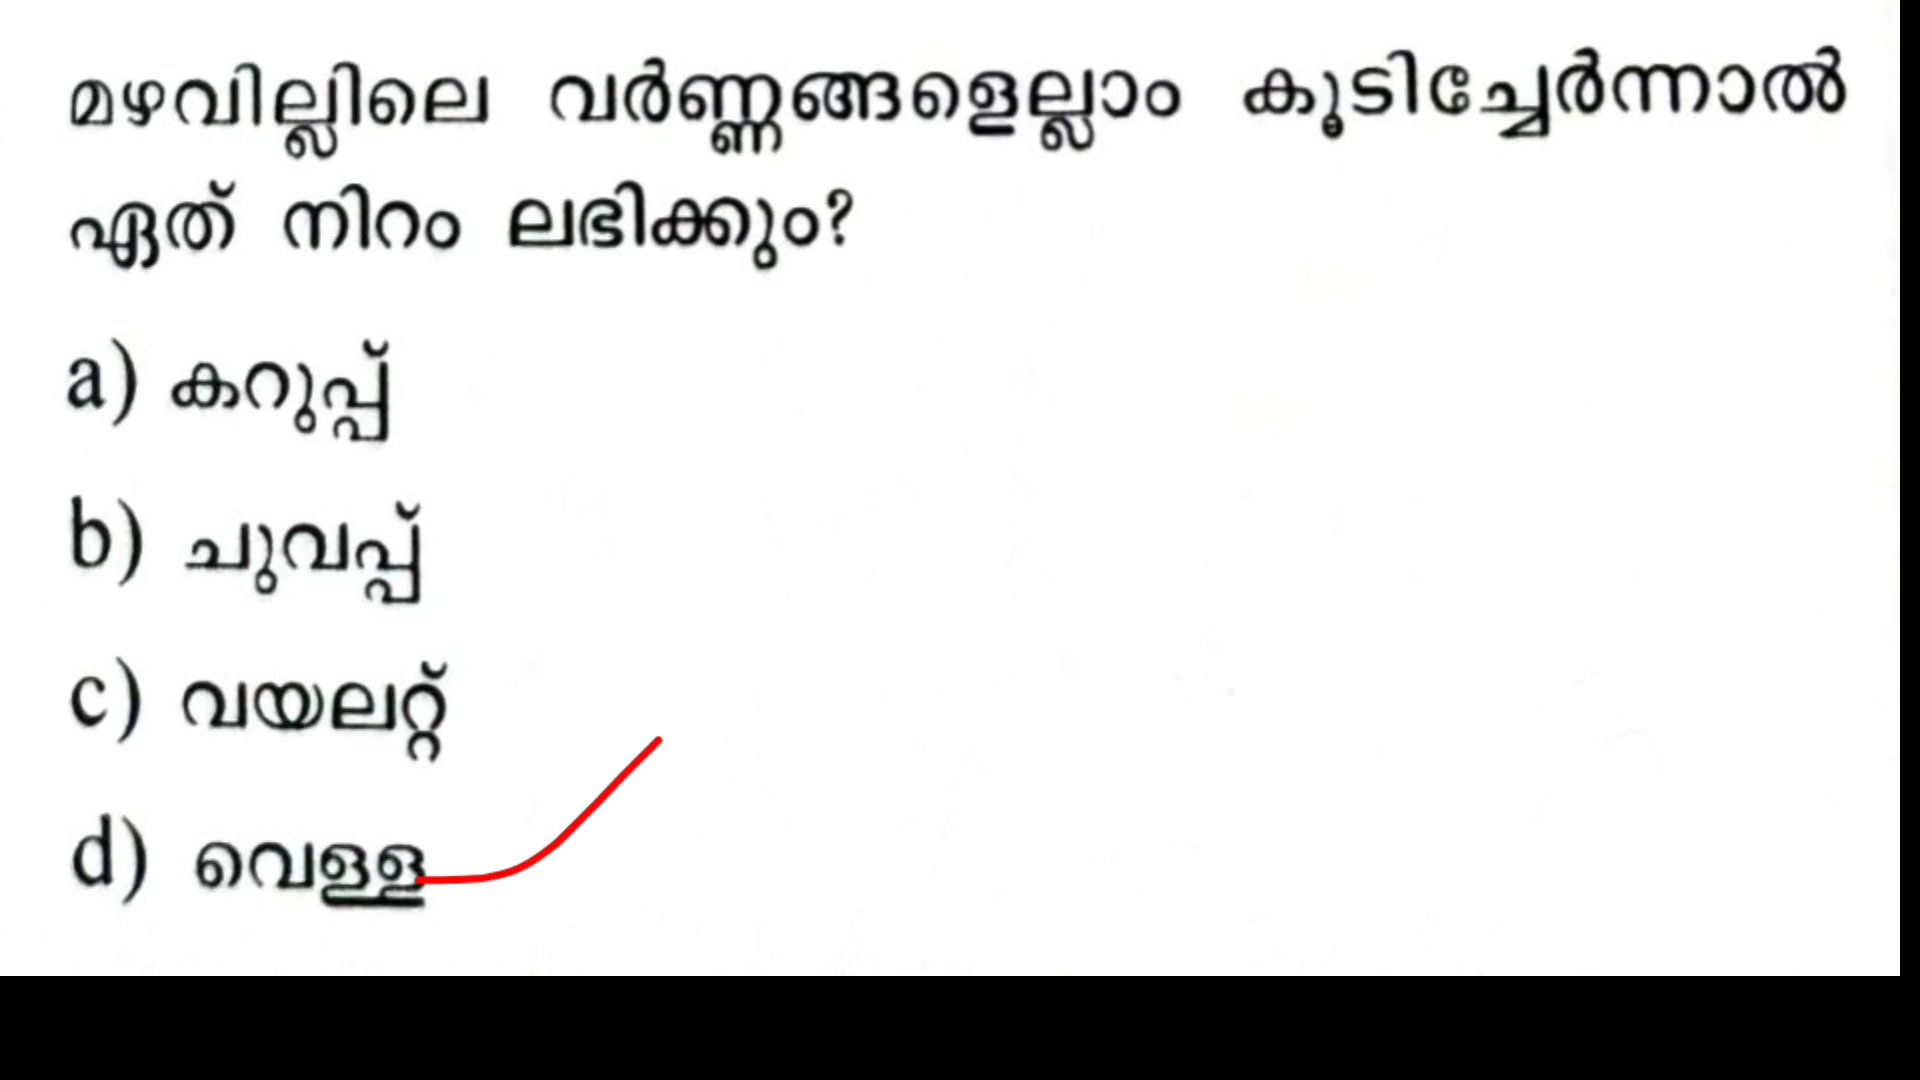 മഴവില്ലിലെ വർണ്ണങ്ങളെല്ലാം കൂടിച്ചേർന്നാൽ
ഏത് നിറം ലഭിക്കും?
a) കറുപ്പ്
b) ചുവപ്പ്
c) വയലറ്റ്
d) വെള്ള